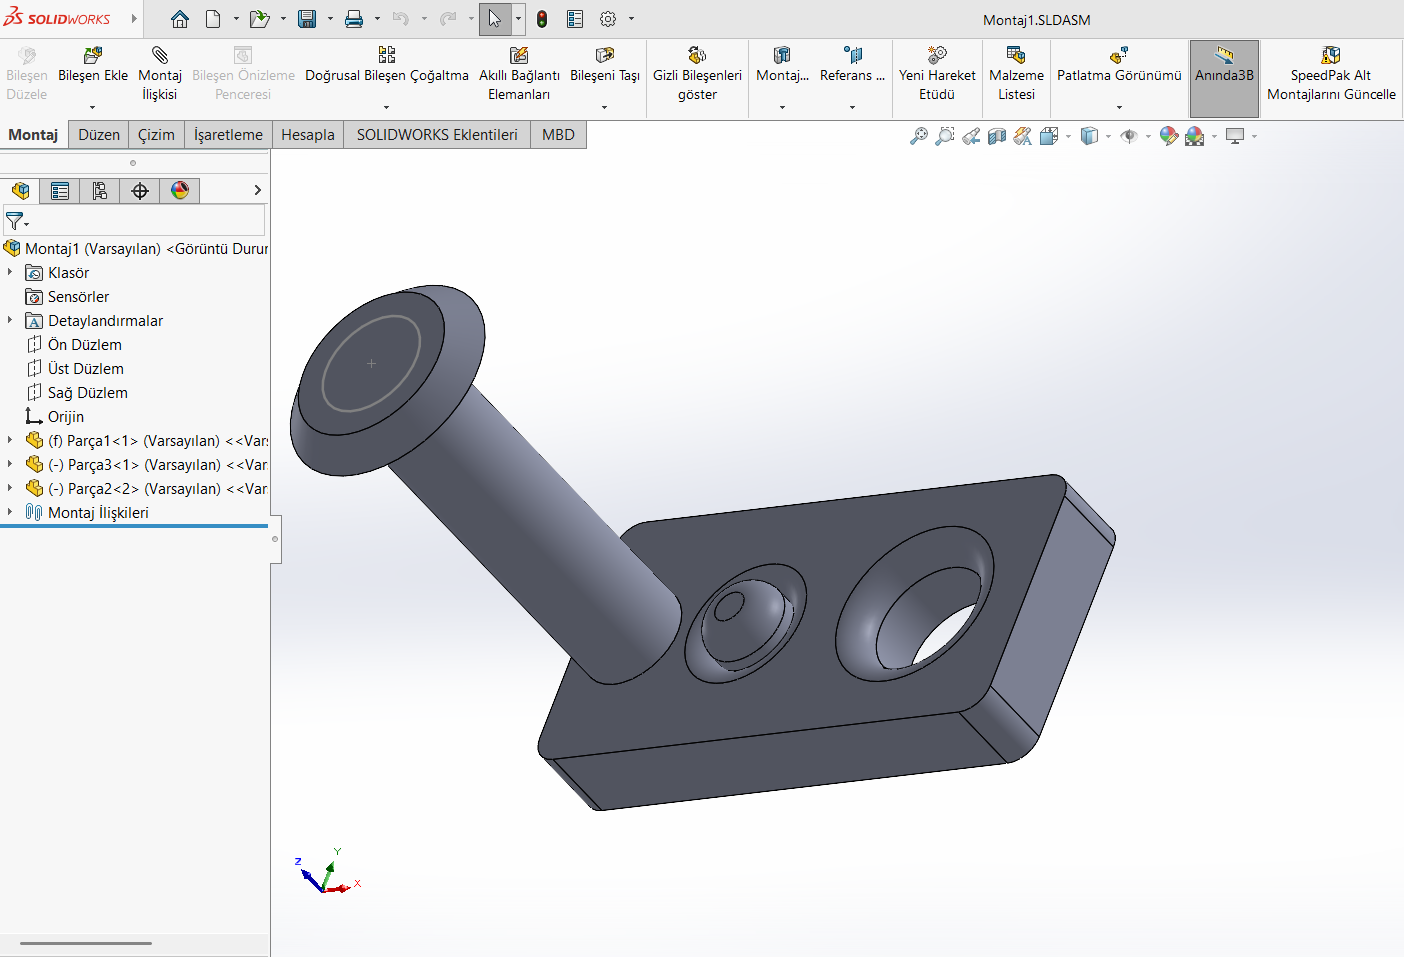 SOLIDWORKS
Montaj1.SLDASM
Bileşen Düzele
Bileşen Ekle
Montaj İlişkisi
Bileşen Önizleme Penceresi
Doğrusal Bileşen Çoğaltma
Akıllı Bağlantı Elemanları
Bileşeni Taşı
Gizli Bileşenleri göster
Montaj...
Referans ...
Yeni Hareket Etüdü
Malzeme Listesi
Patlatma Görünümü
Anında3B
SpeedPak Alt Montajlarını Güncelle
Montaj
Düzen
Çizim
İşaretleme
Hesapla
SOLIDWORKS Eklentileri
MBD
Montaj1 (Varsayılan) <Görüntü Durur
Klasör
Sensörler
Detaylandırmalar
Ön Düzlem
Üst Düzlem
Sağ Düzlem
Orijin
(f) Parça1<1> (Varsayılan) <<Var
(-) Parça3<1> (Varsayılan) <<Var
(-) Parça2<2> (Varsayılan) <<Var
Montaj İlişkileri
Z
Y
X